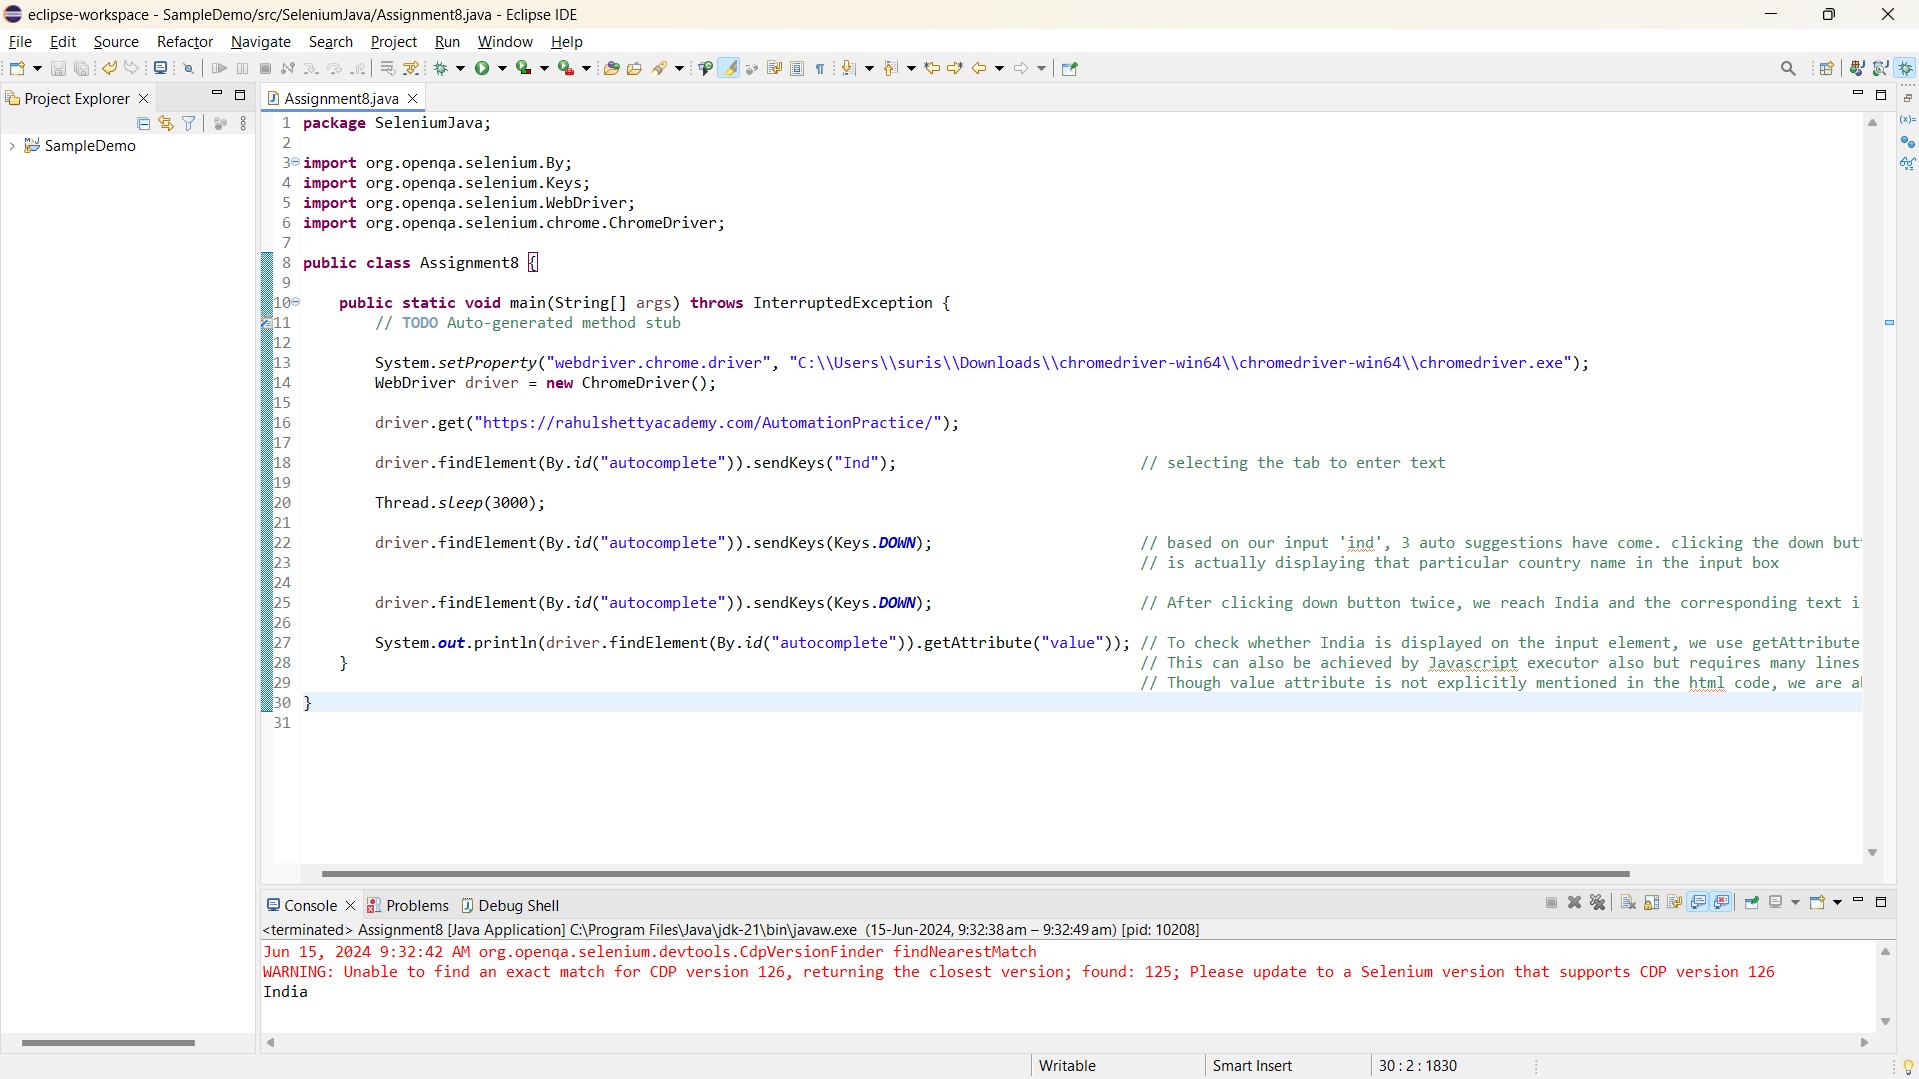 eclipse-workspace - SampleDemo/src/SeleniumJava/Assignment8.java - Eclipse IDE
File Edit Source Refactor Navigate Search Project Run Window Help
Project Explorer
SampleDemo
Assignment8.java
1 package SeleniumJava;
2
3 import org.openqa.selenium.By;
4 import org.openqa.selenium.Keys;
5 import org.openqa.selenium.WebDriver;
6 import org.openqa.selenium.chrome.ChromeDriver;
7
8 public class Assignment8 {
9
10 public static void main(String[] args) throws InterruptedException {
11 // TODO Auto-generated method stub
12
13 System.setProperty("webdriver.chrome.driver", "C:\\Users\\suris\\Downloads\\chromedriver-win64\\chromedriver-win64\\chromedriver.exe");
14 WebDriver driver = new ChromeDriver();
15
16 driver.get("https://rahulshettyacademy.com/AutomationPractice/");
17
18 driver.findElement(By.id("autocomplete")).sendKeys("Ind"); // selecting the tab to enter text
19
20 Thread.sleep(3000);
21
22 driver.findElement(By.id("autocomplete")).sendKeys(Keys.DOWN); // based on our input 'ind', 3 auto suggestions have come. clicking the down but
23 // is actually displaying that particular country name in the input box
24
25 driver.findElement(By.id("autocomplete")).sendKeys(Keys.DOWN); // After clicking down button twice, we reach India and the corresponding text i
26
27 System.out.println(driver.findElement(By.id("autocomplete")).getAttribute("value")); // To check whether India is displayed on the input element, we use getAttribute
28 } // This can also be achieved by Javascript executor also but requires many lines
29 // Though value attribute is not explicitly mentioned in the html code, we are a
30 }
31
Console Problems Debug Shell
<terminated> Assignment8 [Java Application] C:\Program Files\Java\jdk-21\bin\javaw.exe (15-Jun-2024, 9:32:38 am – 9:32:49 am) [pid: 10208]
Jun 15, 2024 9:32:42 AM org.openqa.selenium.devtools.CdpVersionFinder findNearestMatch
WARNING: Unable to find an exact match for CDP version 126, returning the closest version; found: 125; Please update to a Selenium version that supports CDP version 126
India
Writable Smart Insert 30 : 2 : 1830